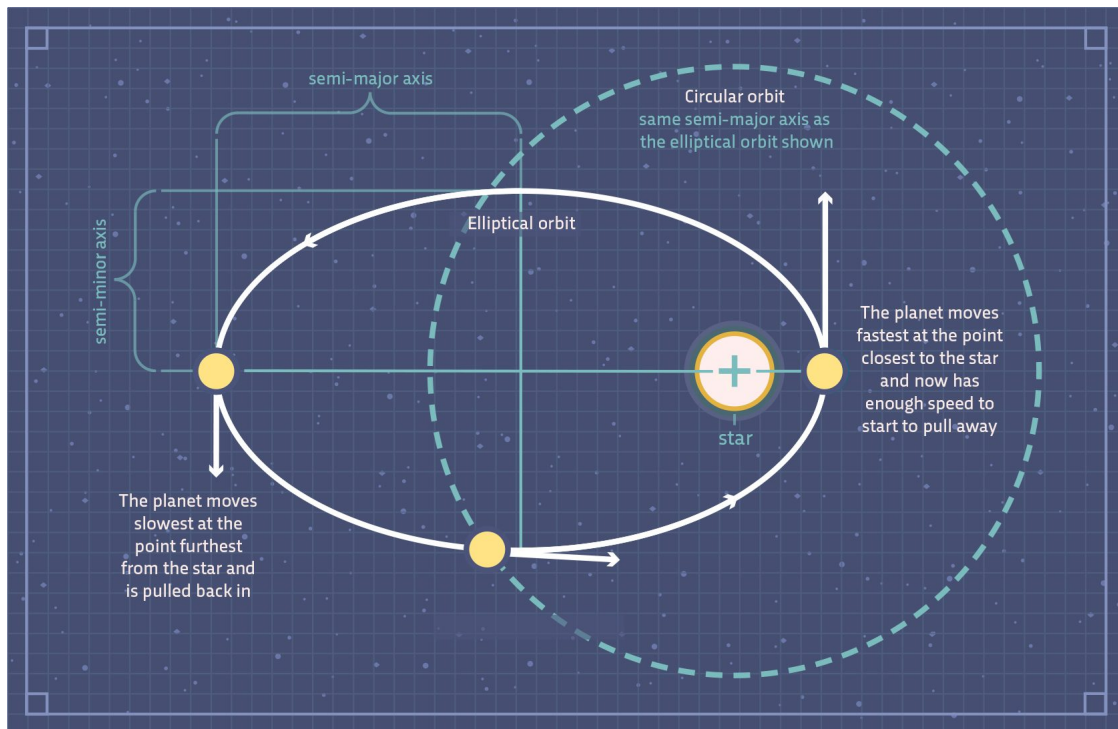 semi-major axis
Circular orbit
same semi-major axis as
the elliptical orbit shown
semi-minor axis
Elliptical orbit
The planet moves
fastest at the point
closest to the star
and now has
enough speed to
start to pull away
star
The planet moves
slowest at the
point furthest
from the star and
is pulled back in